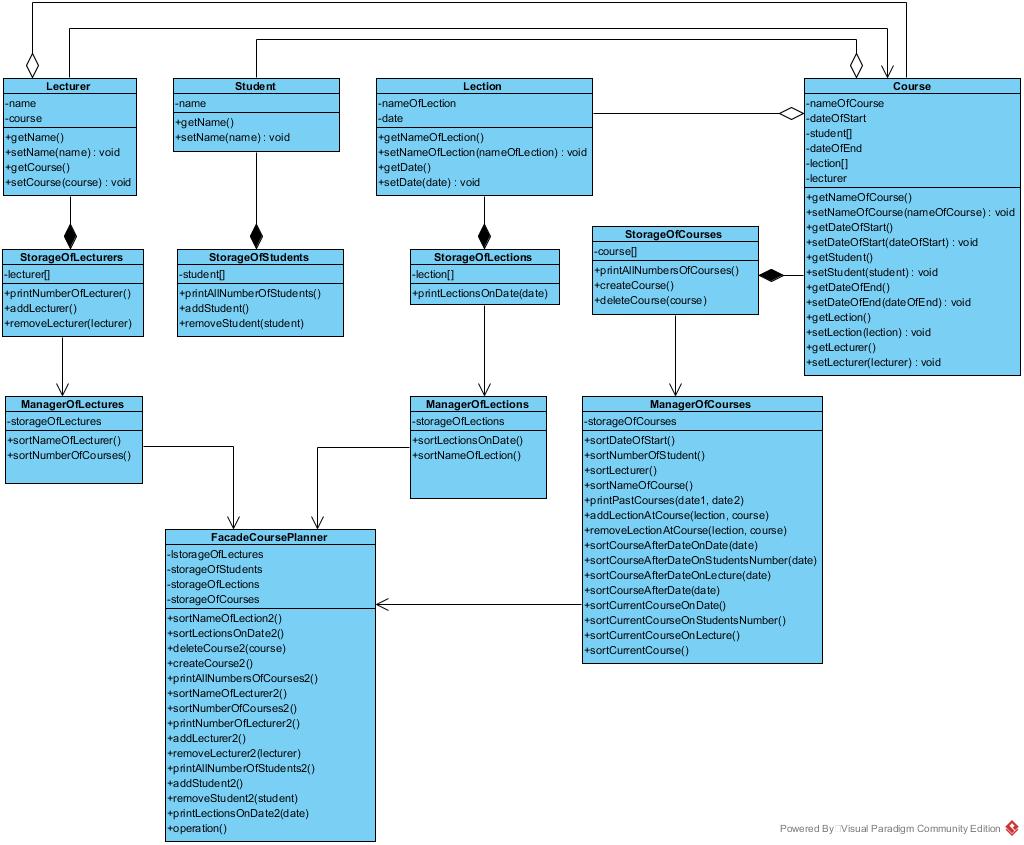 Lecturer
-name
-course
+getName()
+setName(name) : void
+getCourse()
+setCourse(course) : void
Student
-name
+getName()
+setName(name) : void
Lection
-nameOfLection
-date
+getNameOfLection()
+setNameOfLection(nameOfLection) : void
+getDate()
+setDate(date) : void
Course
-nameOfCourse
-dateOfStart
-student[]
-dateOfEnd
-lection[]
-lecturer
+getNameOfCourse()
+setNameOfCourse(nameOfCourse) : void
+getDateOfStart()
+setDateOfStart(dateOfStart) : void
+getStudent()
+setStudent(student) : void
+getDateOfEnd()
+setDateOfEnd(dateOfEnd) : void
+getLection()
+setLection(lection) : void
+getLecturer()
+setLecturer(lecturer) : void
StorageOfLecturers
-lecturer[]
+printNumberOfLecturer()
+addLecturer()
+removeLecturer(lecturer)
StorageOfStudents
-student[]
+printAllNumberOfStudents()
+addStudent()
+removeStudent(student)
StorageOfLections
-lection[]
+printLectionsOnDate(date)
StorageOfCourses
-course[]
+printAllNumbersOfCourses()
+createCourse()
+deleteCourse(course)
ManagerOfLectures
-storageOfLectures
+sortNameOfLecturer()
+sortNumberOfCourses()
ManagerOfLections
-storageOfLections
+sortLectionsOnDate()
+sortNameOfLection()
ManagerOfCourses
-storageOfCourses
+sortDateOfStart()
+sortNumberOfStudent()
+sortLecturer()
+sortNameOfCourse()
+printPastCourses(date1, date2)
+addLectionAtCourse(lection, course)
+removeLectionAtCourse(lection, course)
+sortCourseAfterDateOnDate(date)
+sortCourseAfterDateOnStudentsNumber(date)
+sortCourseAfterDateOnLecture(date)
+sortCourseAfterDate(date)
+sortCurrentCourseOnDate()
+sortCurrentCourseOnStudentsNumber()
+sortCurrentCourseOnLecture()
+sortCurrentCourse()
FacadeCoursePlanner
-lstorageOfLectures
-storageOfStudents
-storageOfLections
-storageOfCourses
+sortNameOfLection2()
+sortLectionsOnDate2()
+deleteCourse2(course)
+createCourse2()
+printAllNumbersOfCourses2()
+sortNameOfLecturer2()
+sortNumberOfCourses2()
+printNumberOfLecturer2()
+addLecturer2()
+removeLecturer2(lecturer)
+printAllNumberOfStudents2()
+addStudent2()
+removeStudent2(student)
+printLectionsOnDate2(date)
+operation()
Powered By Visual Paradigm Community Edition